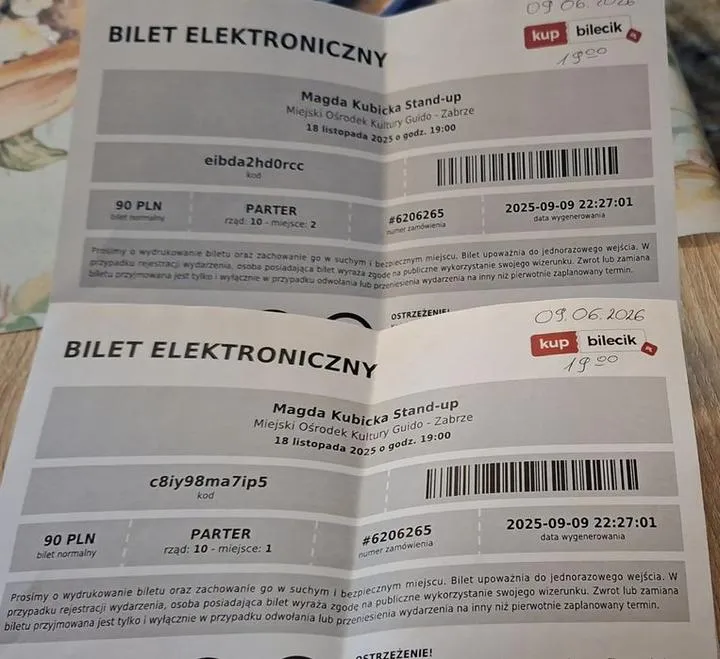 09.06.2026
BILET ELEKTRONICZNY
kup bilecik
19⁰⁰
Magda Kubicka Stand-up
Miejski Ośrodek Kultury Guido - Zabrze
18 listopada 2025 o godz. 19:00
eibda2hd0rcc
kod
90 PLN
bilet normalny
PARTER
rząd: 10 - miejsce: 2
#6206265
numer zamówienia
2025-09-09 22:27:01
data wygenerowania
Prosimy o wydrukowanie biletu oraz zachowanie go w suchym i bezpiecznym miejscu. Bilet upoważnia do jednorazowego wejścia. W
przypadku rejestracji wydarzenia, osoba posiadająca bilet wyraża zgodę na publiczne wykorzystanie swojego wizerunku. Zwrot lub zamiana
biletu przyjmowana jest tylko i wyłącznie w przypadku odwołania lub przeniesienia wydarzenia na inny niż pierwotnie zaplanowany termin.
OSTRZEŻENIE!
09.06.2026
BILET ELEKTRONICZNY
kup bilecik
19⁰⁰
Magda Kubicka Stand-up
Miejski Ośrodek Kultury Guido - Zabrze
18 listopada 2025 o godz. 19:00
c8iy98ma7ip5
kod
90 PLN
bilet normalny
PARTER
rząd: 10 - miejsce: 1
#6206265
numer zamówienia
2025-09-09 22:27:01
data wygenerowania
Prosimy o wydrukowanie biletu oraz zachowanie go w suchym i bezpiecznym miejscu. Bilet upoważnia do jednorazowego wejścia. W
przypadku rejestracji wydarzenia, osoba posiadająca bilet wyraża zgodę na publiczne wykorzystanie swojego wizerunku. Zwrot lub zamiana
biletu przyjmowana jest tylko i wyłącznie w przypadku odwołania lub przeniesienia wydarzenia na inny niż pierwotnie zaplanowany termin.
OSTRZEŻENIE!